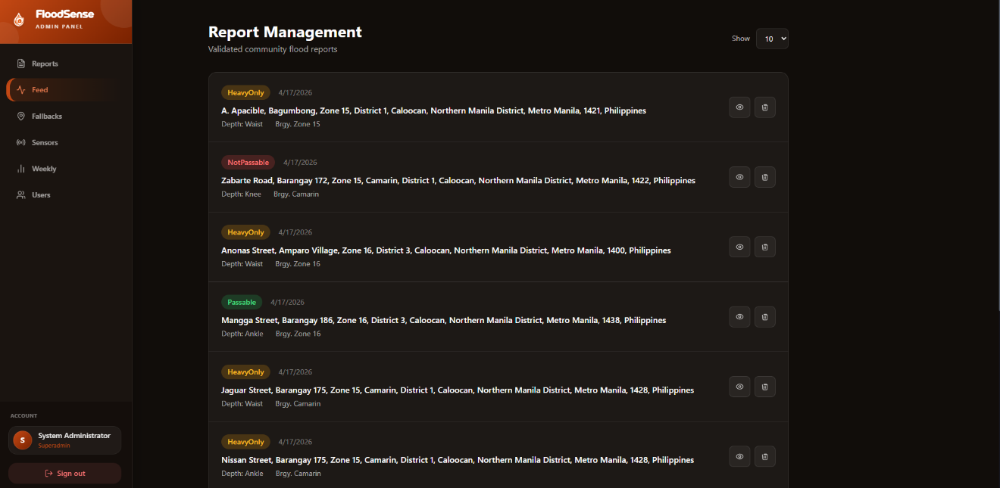 FloodSense
ADMIN PANEL
Reports
Feed
Fallbacks
Sensors
Weekly
Users
ACCOUNT
S
System Administrator
Superadmin
Sign out
Report Management
Validated community flood reports
Show 10
HeavyOnly 4/17/2026
A. Apacible, Bagumbong, Zone 15, District 1, Caloocan, Northern Manila District, Metro Manila, 1421, Philippines
Depth: Waist Brgy. Zone 15
NotPassable 4/17/2026
Zabarte Road, Barangay 172, Zone 15, Camarin, District 1, Caloocan, Northern Manila District, Metro Manila, 1422, Philippines
Depth: Knee Brgy. Camarin
HeavyOnly 4/17/2026
Anonas Street, Amparo Village, Zone 16, District 3, Caloocan, Northern Manila District, Metro Manila, 1400, Philippines
Depth: Waist Brgy. Zone 16
Passable 4/17/2026
Mangga Street, Barangay 186, Zone 16, District 3, Caloocan, Northern Manila District, Metro Manila, 1438, Philippines
Depth: Ankle Brgy. Zone 16
HeavyOnly 4/17/2026
Jaguar Street, Barangay 175, Zone 15, Camarin, District 1, Caloocan, Northern Manila District, Metro Manila, 1428, Philippines
Depth: Waist Brgy. Camarin
HeavyOnly 4/17/2026
Nissan Street, Barangay 175, Zone 15, Camarin, District 1, Caloocan, Northern Manila District, Metro Manila, 1428, Philippines
Depth: Ankle Brgy. Camarin